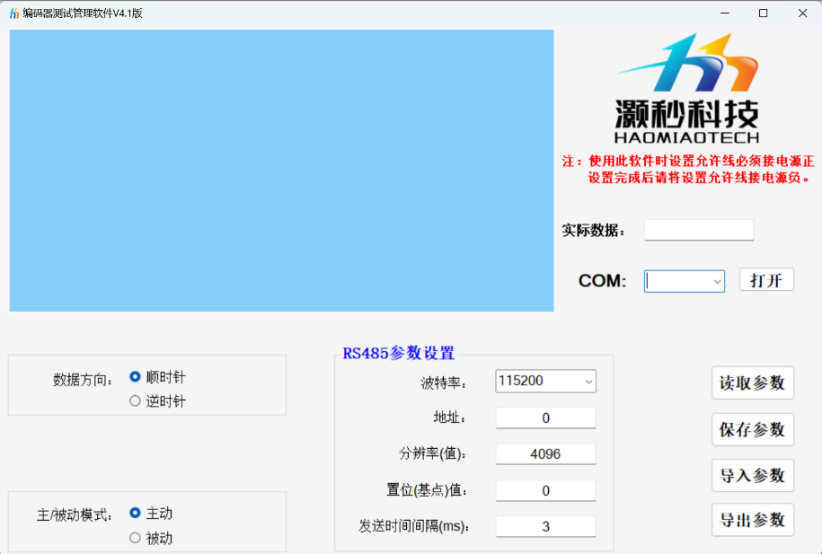 编码器测试管理软件V4.1版
灏秒科技
HAOMIAOTECH
注：使用此软件时设置允许线必须接电源正
设置完成后请将设置允许线接电源负。
实际数据：
COM: 打开
RS485参数设置
数据方向： 顺时针
逆时针
波特率： 115200
地址： 0
分辨率(值)： 4096
置位(基点)值： 0
发送时间间隔(ms)： 3
主/被动模式： 主动
被动
读取参数
保存参数
导入参数
导出参数